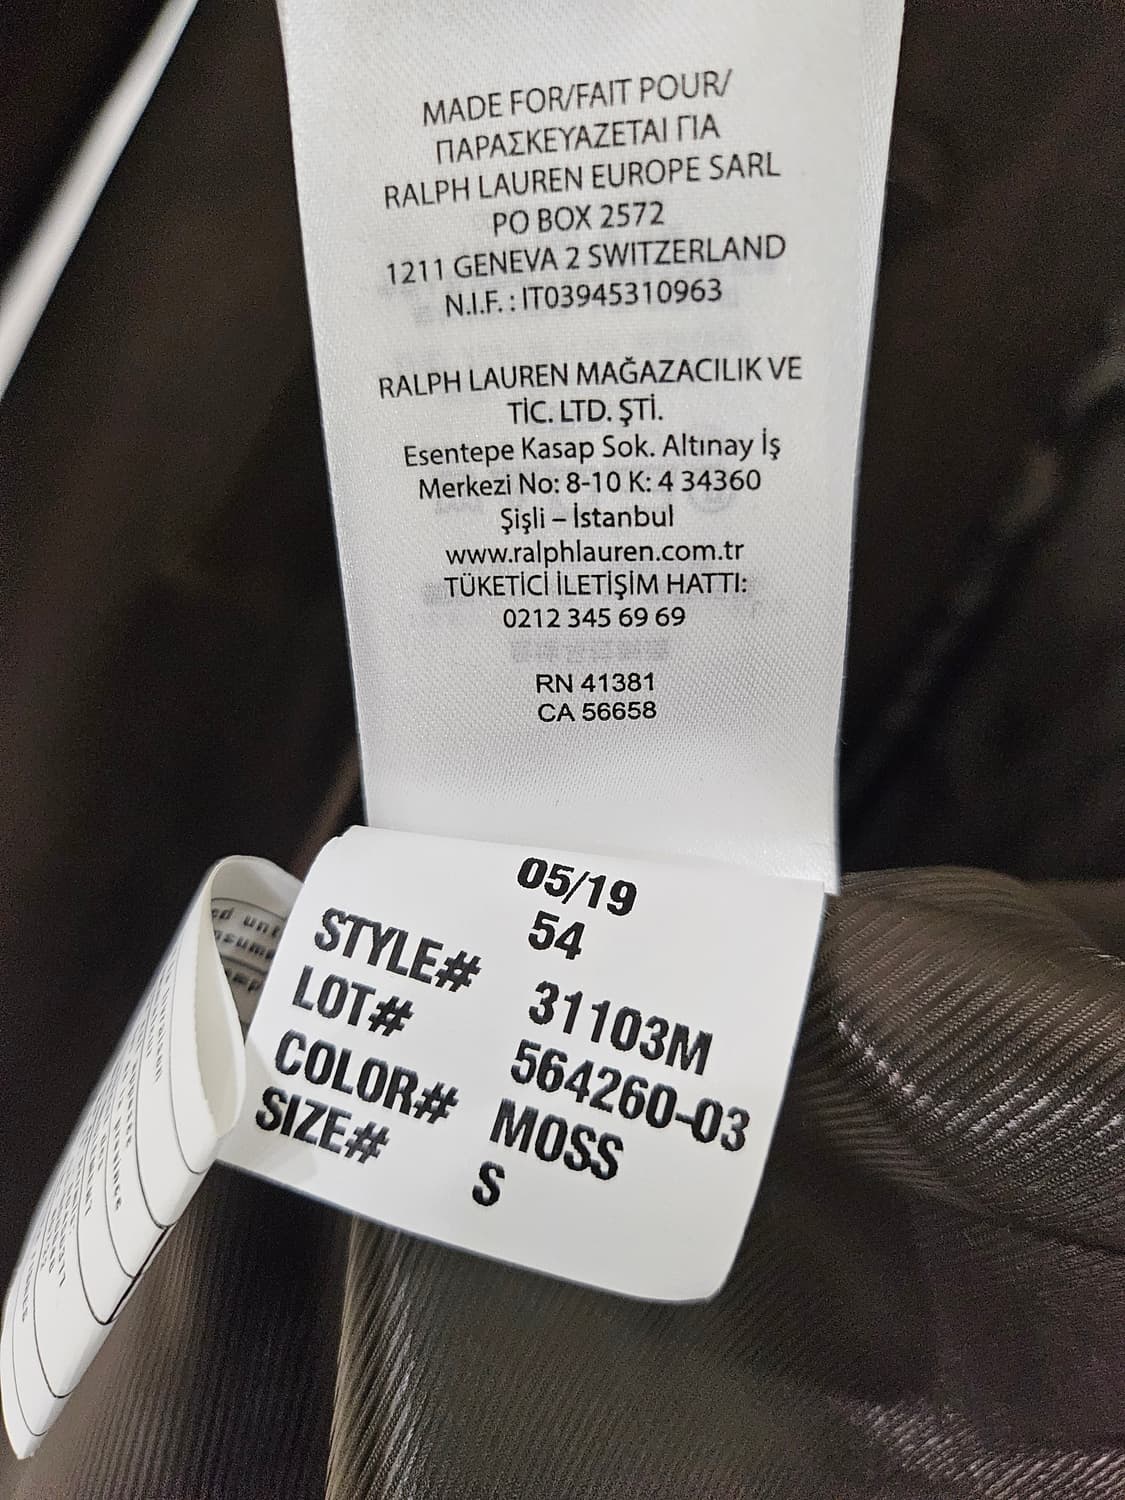 MADE FOR/FAIT POUR/
ΠΑΡΑΣΚΕΥΑΖΕΤΑΙ ΓΙΑ
RALPH LAUREN EUROPE SARL
PO BOX 2572
1211 GENEVA 2 SWITZERLAND
N.I.F. : IT03945310963
RALPH LAUREN MAĞAZACILIK VE
TİC. LTD. ŞTİ.
Esentepe Kasap Sok. Altınay İş
Merkezi No: 8-10 K: 4 34360
Şişli – İstanbul
www.ralphlauren.com.tr
TÜKETİCİ İLETİŞİM HATTI:
0212 345 69 69
RN 41381
CA 56658
05/19
54
STYLE# 31103M
LOT# 564260-03
COLOR# MOSS
SIZE# S